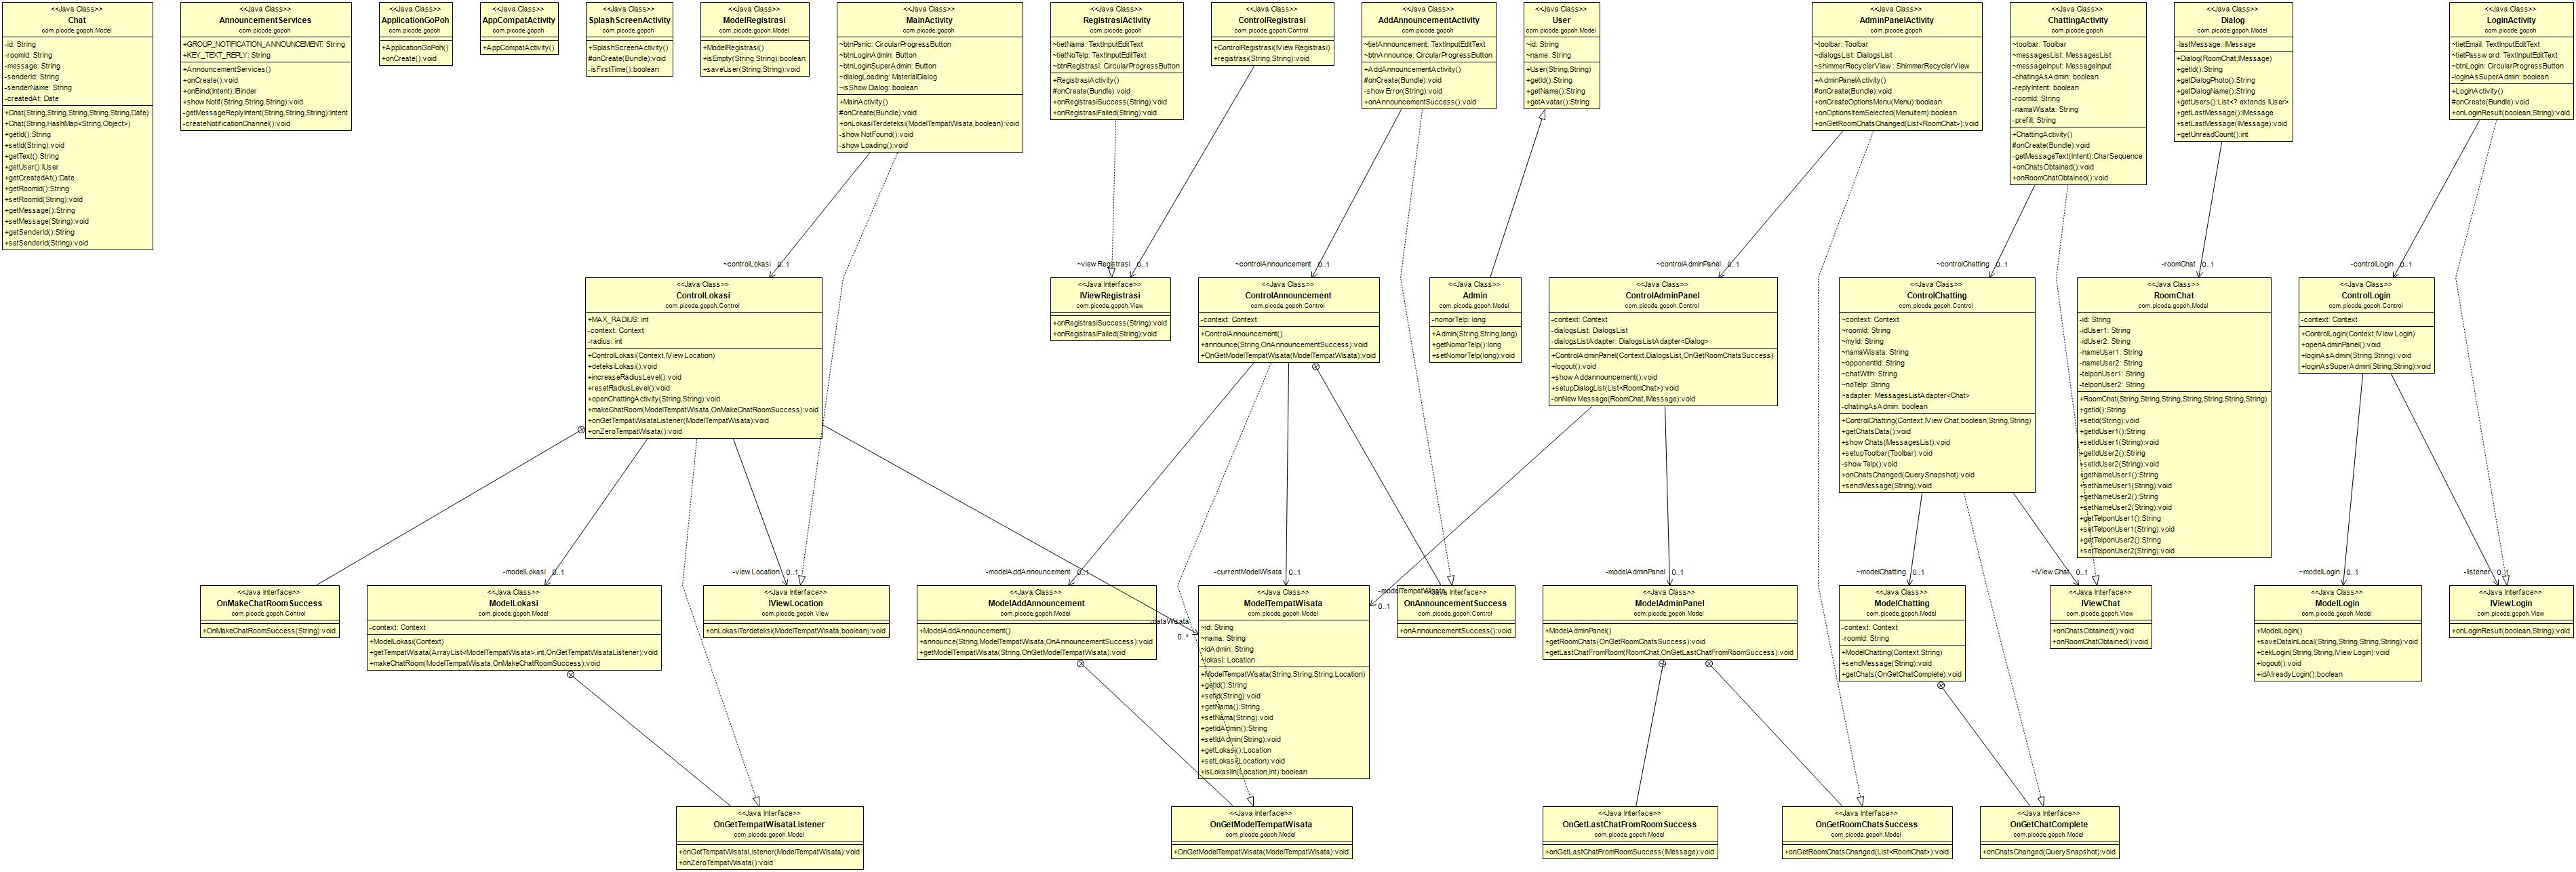 <<Java Class>>
Chat
com.picode.gopoh.Model
-id: String
-roomId: String
-message: String
-senderId: String
-senderName: String
-createdAt: Date
+Chat(String,String,String,String,String,Date)
+Chat(String,HashMap<String,Object>)
+getId():String
+setId(String):void
+getText():String
+getUser():IUser
+getCreatedAt():Date
+getRoomId():String
+setRoomId(String):void
+getMessage():String
+setMessage(String):void
+getSenderId():String
+setSenderId(String):void
<<Java Class>>
AnnouncementServices
com.picode.gopoh
+GROUP_NOTIFICATION_ANNOUNCEMENT: String
+KEY_TEXT_REPLY: String
+AnnouncementServices()
+onCreate():void
+onBind(Intent):IBinder
+showNotif(String,String,String):void
-getMessageReplyIntent(String,String,String):Intent
-createNotificationChannel():void
<<Java Class>>
ApplicationGoPoh
com.picode.gopoh
+ApplicationGoPoh()
+onCreate():void
<<Java Class>>
AppCompatActivity
com.picode.gopoh
+AppCompatActivity()
<<Java Class>>
SplashScreenActivity
com.picode.gopoh
+SplashScreenActivity()
#onCreate(Bundle):void
-isFirstTime():boolean
<<Java Class>>
ModelRegistrasi
com.picode.gopoh.Model
+ModelRegistrasi()
+isEmpty(String,String):boolean
+saveUser(String,String):void
<<Java Class>>
MainActivity
com.picode.gopoh
~btnPanic: CircularProgressButton
~btnLoginAdmin: Button
~btnLoginSuperAdmin: Button
~dialogLoading: MaterialDialog
~isShowDialog: boolean
+MainActivity()
#onCreate(Bundle):void
+onLokasiTerdeteksi(ModelTempatWisata,boolean):void
-showNotFound():void
-showLoading():void
<<Java Class>>
RegistrasiActivity
com.picode.gopoh
~tietNama: TextInputEditText
~tietNoTelp: TextInputEditText
~btnRegistrasi: CircularProgressButton
+RegistrasiActivity()
#onCreate(Bundle):void
+onRegistrasiSuccess(String):void
+onRegistrasiFailed(String):void
<<Java Class>>
ControlRegistrasi
com.picode.gopoh.Control
+ControlRegistrasi(IViewRegistrasi)
+registrasi(String,String):void
<<Java Class>>
AddAnnouncementActivity
com.picode.gopoh
~tietAnnouncement: TextInputEditText
~btnAnnounce: CircularProgressButton
+AddAnnouncementActivity()
#onCreate(Bundle):void
-showError(String):void
+onAnnouncementSuccess():void
<<Java Class>>
User
com.picode.gopoh.Model
~id: String
~name: String
+User(String,String)
+getId():String
+getName():String
+getAvatar():String
<<Java Class>>
AdminPanelActivity
com.picode.gopoh
~toolbar: Toolbar
~dialogsList: DialogsList
~shimmerRecyclerView: ShimmerRecyclerView
+AdminPanelActivity()
#onCreate(Bundle):void
+onCreateOptionsMenu(Menu):boolean
+onOptionsItemSelected(MenuItem):boolean
+onGetRoomChatsChanged(List<RoomChat>):void
<<Java Class>>
ChattingActivity
com.picode.gopoh
~toolbar: Toolbar
~messagesList: MessagesList
~messageInput: MessageInput
-chatingAsAdmin: boolean
-replyIntent: boolean
-roomId: String
-namaWisata: String
-prefill: String
+ChattingActivity()
#onCreate(Bundle):void
-getMessageText(Intent):CharSequence
+onChatsObtained():void
+onRoomChatObtained():void
<<Java Class>>
Dialog
com.picode.gopoh.Model
-lastMessage: IMessage
+Dialog(RoomChat,IMessage)
+getId():String
+getDialogPhoto():String
+getDialogName():String
+getUsers():List<? extends IUser>
+getLastMessage():IMessage
+setLastMessage(IMessage):void
+getUnreadCount():int
<<Java Class>>
LoginActivity
com.picode.gopoh
~tietEmail: TextInputEditText
~tietPassword: TextInputEditText
~btnLogin: CircularProgressButton
-loginAsSuperAdmin: boolean
+LoginActivity()
#onCreate(Bundle):void
+onLoginResult(boolean,String):void
~controlLokasi 0..1
~viewRegistrasi 0..1
~controlAnnouncement 0..1
~controlAdminPanel 0..1
~controlChatting 0..1
-roomChat 0..1
-controlLogin 0..1
<<Java Class>>
ControlLokasi
com.picode.gopoh.Control
+MAX_RADIUS: int
-context: Context
-radius: int
+ControlLokasi(Context,IViewLocation)
+deteksiLokasi():void
+increaseRadiusLevel():void
+resetRadiusLevel():void
+openChattingActivity(String,String):void
+makeChatRoom(ModelTempatWisata,OnMakeChatRoomSuccess):void
+onGetTempatWisataListener(ModelTempatWisata):void
+onZeroTempatWisata():void
<<Java Interface>>
IViewRegistrasi
com.picode.gopoh.View
+onRegistrasiSuccess(String):void
+onRegistrasiFailed(String):void
<<Java Class>>
ControlAnnouncement
com.picode.gopoh.Control
-context: Context
+ControlAnnouncement()
+announce(String,OnAnnouncementSuccess):void
+OnGetModelTempatWisata(ModelTempatWisata):void
<<Java Class>>
Admin
com.picode.gopoh.Model
-nomorTelp: long
+Admin(String,String,long)
+getNomorTelp():long
+setNomorTelp(long):void
<<Java Class>>
ControlAdminPanel
com.picode.gopoh.Control
-context: Context
-dialogsList: DialogsList
-dialogsListAdapter: DialogsListAdapter<Dialog>
+ControlAdminPanel(Context,DialogsList,OnGetRoomChatsSuccess)
+logout():void
+showAddannouncement():void
+setupDialogList(List<RoomChat>):void
-onNewMessage(RoomChat,IMessage):void
<<Java Class>>
ControlChatting
com.picode.gopoh.Control
~context: Context
~roomId: String
~myId: String
~namaWisata: String
~opponentId: String
~chatWith: String
~noTelp: String
~adapter: MessagesListAdapter<Chat>
-chatingAsAdmin: boolean
+ControlChatting(Context,IViewChat,boolean,String,String)
+getChatsData():void
+showChats(MessagesList):void
+setupToolbar(Toolbar):void
-showTelp():void
+onChatsChanged(QuerySnapshot):void
+sendMessage(String):void
<<Java Class>>
RoomChat
com.picode.gopoh.Model
-id: String
-idUser1: String
-idUser2: String
-nameUser1: String
-nameUser2: String
-telponUser1: String
-telponUser2: String
+RoomChat(String,String,String,String,String,String,String)
+getId():String
+setId(String):void
+getIdUser1():String
+setIdUser1(String):void
+getIdUser2():String
+setIdUser2(String):void
+getNameUser1():String
+setNameUser1(String):void
+getNameUser2():String
+setNameUser2(String):void
+getTelponUser1():String
+setTelponUser1(String):void
+getTelponUser2():String
+setTelponUser2(String):void
<<Java Class>>
ControlLogin
com.picode.gopoh.Control
-context: Context
+ControlLogin(Context,IViewLogin)
+openAdminPanel():void
+loginAsAdmin(String,String):void
+loginAsSuperAdmin(String,String):void
-modelLokasi 0..1
-viewLocation 0..1
-modelAddAnnouncement 0..1
-currentModelWisata 0..1
-modelTempatWisata 0..1
-dataWisata 0..*
-modelAdminPanel 0..1
~modelChatting 0..1
~IViewChat 0..1
~modelLogin 0..1
-listener 0..1
<<Java Interface>>
OnMakeChatRoomSuccess
com.picode.gopoh.Control
+OnMakeChatRoomSuccess(String):void
<<Java Class>>
ModelLokasi
com.picode.gopoh.Model
-context: Context
+ModelLokasi(Context)
+getTempatWisata(ArrayList<ModelTempatWisata>,int,OnGetTempatWisataListener):void
+makeChatRoom(ModelTempatWisata,OnMakeChatRoomSuccess):void
<<Java Interface>>
IViewLocation
com.picode.gopoh.View
+onLokasiTerdeteksi(ModelTempatWisata,boolean):void
<<Java Class>>
ModelAddAnnouncement
com.picode.gopoh.Model
+ModelAddAnnouncement()
+announce(String,ModelTempatWisata,OnAnnouncementSuccess):void
+getModelTempatWisata(String,OnGetModelTempatWisata):void
<<Java Class>>
ModelTempatWisata
com.picode.gopoh.Model
~id: String
~nama: String
~idAdmin: String
~lokasi: Location
+ModelTempatWisata(String,String,String,Location)
+getId():String
+setId(String):void
+getNama():String
+setNama(String):void
+getIdAdmin():String
+setIdAdmin(String):void
+getLokasi():Location
+setLokasi(Location):void
+isLokasiIn(Location,int):boolean
<<Java Interface>>
OnAnnouncementSuccess
com.picode.gopoh.Control
+onAnnouncementSuccess():void
<<Java Class>>
ModelAdminPanel
com.picode.gopoh.Model
+ModelAdminPanel()
+getRoomChats(OnGetRoomChatsSuccess):void
+getLastChatFromRoom(RoomChat,OnGetLastChatFromRoomSuccess):void
<<Java Class>>
ModelChatting
com.picode.gopoh.Model
-context: Context
-roomId: String
+ModelChatting(Context,String)
+sendMessage(String):void
+getChats(OnGetChatComplete):void
<<Java Interface>>
IViewChat
com.picode.gopoh.View
+onChatsObtained():void
+onRoomChatObtained():void
<<Java Class>>
ModelLogin
com.picode.gopoh.Model
+ModelLogin()
+saveDataInLocal(String,String,String,String):void
+cekLogin(String,String,IViewLogin):void
+logout():void
+idAlreadyLogin():boolean
<<Java Interface>>
IViewLogin
com.picode.gopoh.View
+onLoginResult(boolean,String):void
<<Java Interface>>
OnGetTempatWisataListener
com.picode.gopoh.Model
+onGetTempatWisataListener(ModelTempatWisata):void
+onZeroTempatWisata():void
<<Java Interface>>
OnGetModelTempatWisata
com.picode.gopoh.Model
+OnGetModelTempatWisata(ModelTempatWisata):void
<<Java Interface>>
OnGetLastChatFromRoomSuccess
com.picode.gopoh.Model
+onGetLastChatFromRoomSuccess(IMessage):void
<<Java Interface>>
OnGetRoomChatsSuccess
com.picode.gopoh.Model
+onGetRoomChatsChanged(List<RoomChat>):void
<<Java Interface>>
OnGetChatComplete
com.picode.gopoh.Model
+onChatsChanged(QuerySnapshot):void